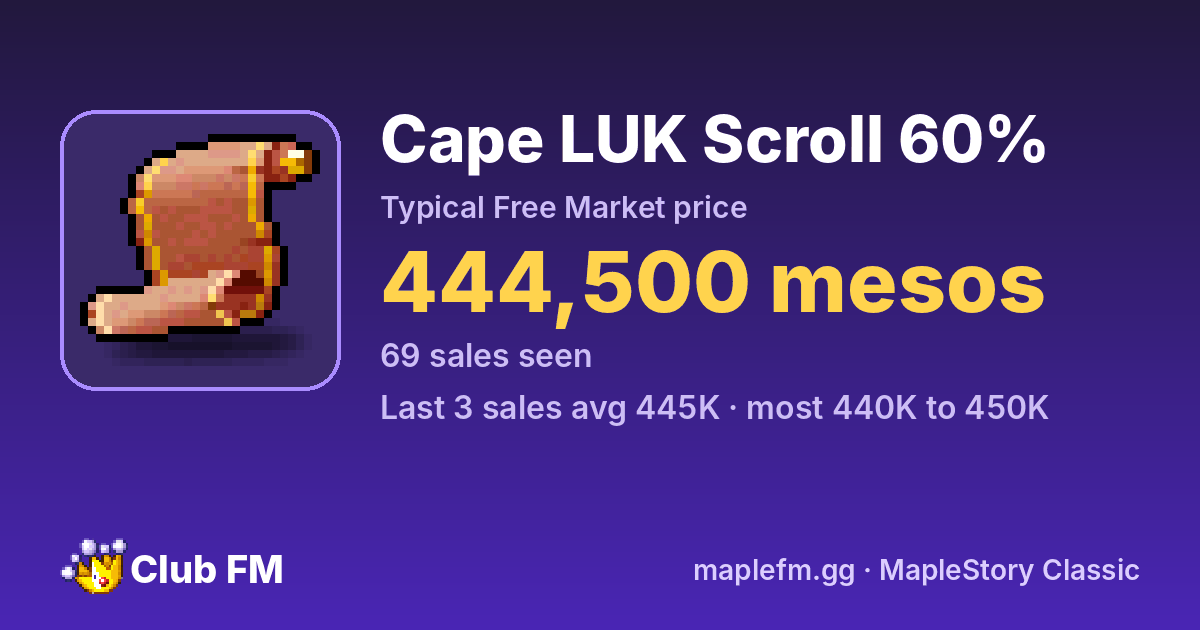 Cape LUK Scroll 60%
Typical Free Market price
444,500 mesos
69 sales seen
Last 3 sales avg 445K · most 440K to 450K
Club FM
maplefm.gg · MapleStory Classic